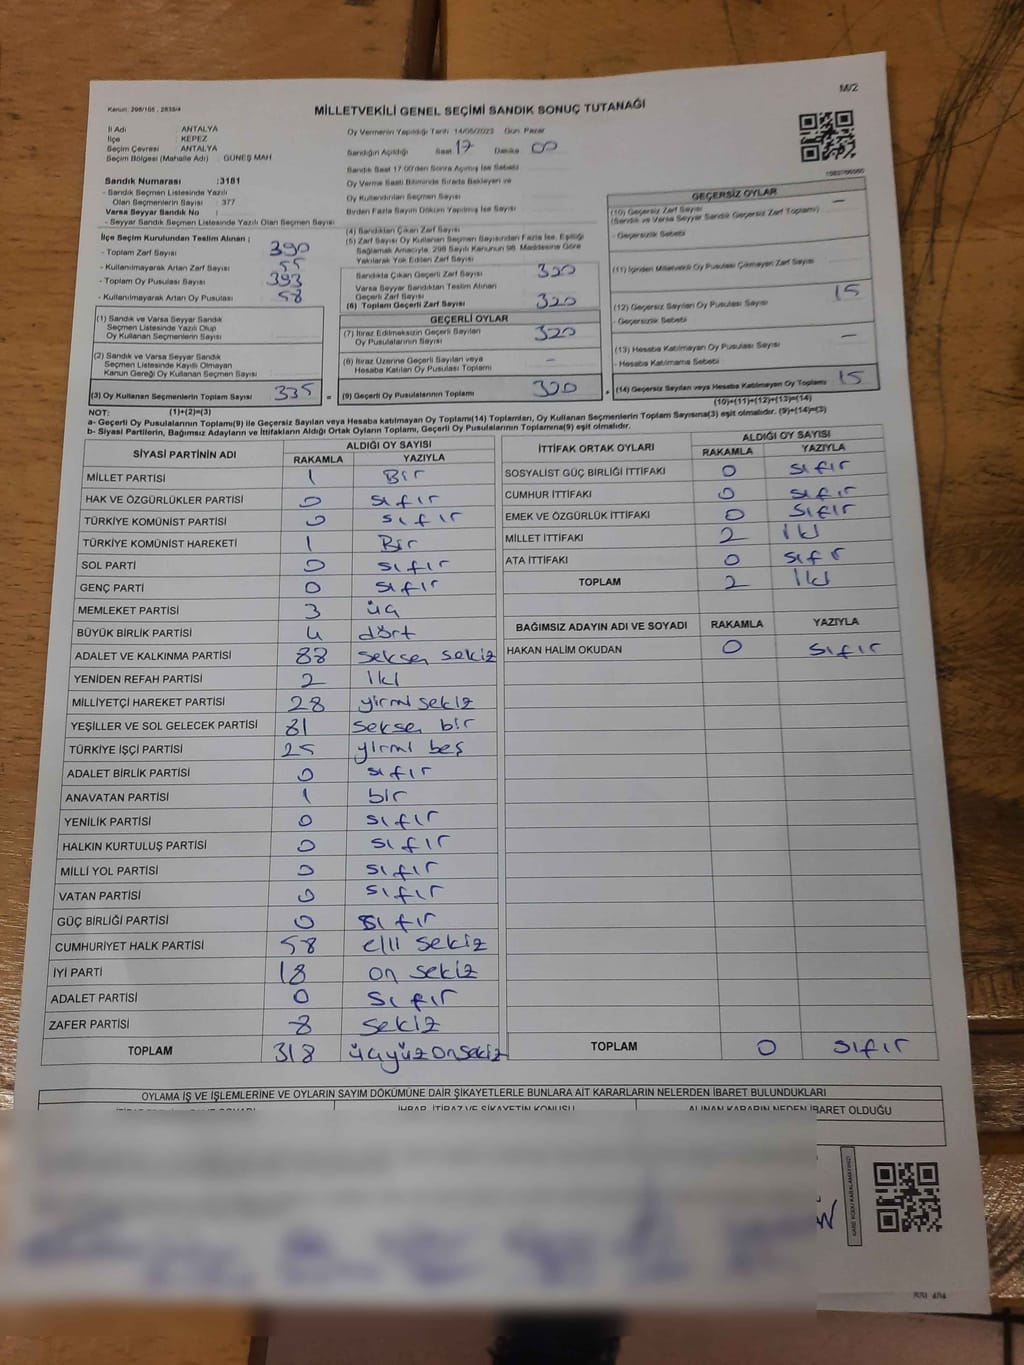 M/2
Kanun: 298/105 , 2839/4
MİLLETVEKİLİ GENEL SEÇİMİ SANDIK SONUÇ TUTANAĞI
İl Adı : ANTALYA
İlçe : KEPEZ
Seçim Çevresi : ANTALYA
Seçim Bölgesi (Mahalle Adı) : GÜNEŞ MAH
Sandık Numarası :3181
- Sandık Seçmen Listesinde Yazılı
Olan Seçmenlerin Sayısı : 377
Varsa Seyyar Sandık No :
- Seyyar Sandık Seçmen Listesinde Yazılı Olan Seçmen Sayısı :
Oy Vermenin Yapıldığı Tarih :14/05/2023 Gün: Pazar
Sandığın Açıldığı Saat 17 Dakika 00
Sandık Saat 17:00'den Sonra Açılmış İse Sebebi
Oy Verme Saati Bitiminde Sırada Bekleyen ve
Oy Kullandırılan Seçmen Sayısı
Birden Fazla Sayım Döküm Yapılmış İse Sayısı
İlçe Seçim Kurulundan Teslim Alınan ;
- Toplam Zarf Sayısı : 390
- Kullanılmayarak Artan Zarf Sayısı : 55
- Toplam Oy Pusulası Sayısı : 393
- Kullanılmayarak Artan Oy Pusulası : 58
(4) Sandıktan Çıkan Zarf Sayısı
(5) Zarf Sayısı Oy Kullanan Seçmen Sayısından Fazla İse, Eşitliği
Sağlamak Amacıyla, 298 Sayılı Kanunun 98. Maddesine Göre
Yakılarak Yok Edilen Zarf Sayısı
Sandıkta Çıkan Geçerli Zarf Sayısı 320
Varsa Seyyar Sandıktan Teslim Alınan
Geçerli Zarf Sayısı
(6) Toplam Geçerli Zarf Sayısı 320
GEÇERSİZ OYLAR
(10) Geçersiz Zarf Sayısı —
(Sandık ve Varsa Seyyar Sandık Geçersiz Zarf Toplamı)
- Geçersizlik Sebebi
(11) İçinden Milletvekili Oy Pusulası Çıkmayan Zarf Sayısı
(12) Geçersiz Sayılan Oy Pusulası Sayısı 15
- Geçersizlik Sebebi
(13) Hesaba Katılmayan Oy Pusulası Sayısı —
- Hesaba Katılmama Sebebi
(14) Geçersiz Sayılan veya Hesaba Katılmayan Oy Toplamı 15
(10)+(11)+(12)+(13)=(14)
(1) Sandık ve Varsa Seyyar Sandık
Seçmen Listesinde Yazılı Olup
Oy Kullanan Seçmenlerin Sayısı :
(2) Sandık ve Varsa Seyyar Sandık
Seçmen Listesinde Kayıtlı Olmayan
Kanun Gereği Oy Kullanan Seçmen Sayısı :
(3) Oy Kullanan Seçmenlerin Toplam Sayısı 335 =
GEÇERLİ OYLAR
(7) İtiraz Edilmeksizin Geçerli Sayılan
Oy Pusulalarının Sayısı 320
(8) İtiraz Üzerine Geçerli Sayılan veya
Hesaba Katılan Oy Pusulası Toplamı —
(9) Geçerli Oy Pusulalarının Toplamı 320 +
NOT: (1)+(2)=(3)
a- Geçerli Oy Pusulalarının Toplamı(9) ile Geçersiz Sayılan veya Hesaba katılmayan Oy Toplamı(14) Toplamları, Oy Kullanan Seçmenlerin Toplam Sayısına(3) eşit olmalıdır. (9)+(14)=(3)
b- Siyasi Partilerin, Bağımsız Adayların ve İttifakların Aldığı Ortak Oyların Toplamı, Geçerli Oy Pusulalarının Toplamına(9) eşit olmalıdır.
SİYASİ PARTİNİN ADI ALDIĞI OY SAYISI
RAKAMLA YAZIYLA
MİLLET PARTİSİ 1 Bir
HAK VE ÖZGÜRLÜKLER PARTİSİ 0 sıfır
TÜRKİYE KOMÜNİST PARTİSİ 0 sıfır
TÜRKİYE KOMÜNİST HAREKETİ 1 Bir
SOL PARTİ 0 sıfır
GENÇ PARTİ 0 sıfır
MEMLEKET PARTİSİ 3 üç
BÜYÜK BİRLİK PARTİSİ 4 dört
ADALET VE KALKINMA PARTİSİ 88 seksen sekiz
YENİDEN REFAH PARTİSİ 2 iki
MİLLİYETÇİ HAREKET PARTİSİ 28 yirmi sekiz
YEŞİLLER VE SOL GELECEK PARTİSİ 81 seksen bir
TÜRKİYE İŞÇİ PARTİSİ 25 yirmi beş
ADALET BİRLİK PARTİSİ 0 sıfır
ANAVATAN PARTİSİ 1 bir
YENİLİK PARTİSİ 0 sıfır
HALKIN KURTULUŞ PARTİSİ 0 sıfır
MİLLİ YOL PARTİSİ 0 sıfır
VATAN PARTİSİ 0 sıfır
GÜÇ BİRLİĞİ PARTİSİ 0 sıfır
CUMHURİYET HALK PARTİSİ 58 elli sekiz
İYİ PARTİ 18 on sekiz
ADALET PARTİSİ 0 sıfır
ZAFER PARTİSİ 8 sekiz
TOPLAM 318 üçyüzonsekiz
İTTİFAK ORTAK OYLARI ALDIĞI OY SAYISI
RAKAMLA YAZIYLA
SOSYALİST GÜÇ BİRLİĞİ İTTİFAKI 0 sıfır
CUMHUR İTTİFAKI 0 sıfır
EMEK VE ÖZGÜRLÜK İTTİFAKI 0 sıfır
MİLLET İTTİFAKI 2 iki
ATA İTTİFAKI 0 sıfır
TOPLAM 2 iki
BAĞIMSIZ ADAYIN ADI VE SOYADI RAKAMLA YAZIYLA
HAKAN HALİM OKUDAN 0 sıfır
TOPLAM 0 sıfır
OYLAMA İŞ VE İŞLEMLERİNE VE OYLARIN SAYIM DÖKÜMÜNE DAİR ŞİKAYETLERLE BUNLARA AİT KARARLARIN NELERDEN İBARET BULUNDUKLARI
İHBAR, İTİRAZ VE ŞİKAYETİN KONUSU ALINAN KARARIN NEDEN İBARET OLDUĞU